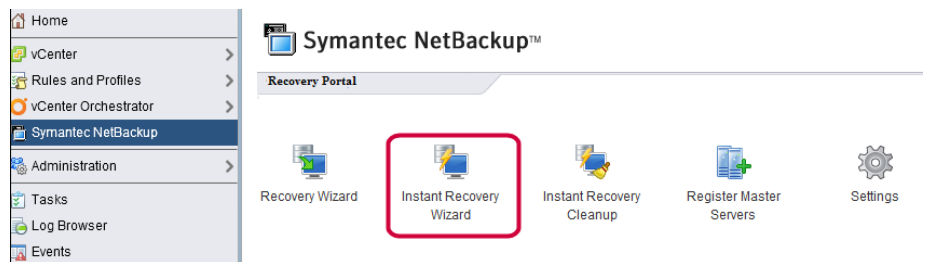 Home
vCenter
Rules and Profiles
vCenter Orchestrator
Symantec NetBackup
Administration
Tasks
Log Browser
Events
Symantec NetBackup™
Recovery Portal
Recovery Wizard
Instant Recovery
Wizard
Instant Recovery
Cleanup
Register Master
Servers
Settings